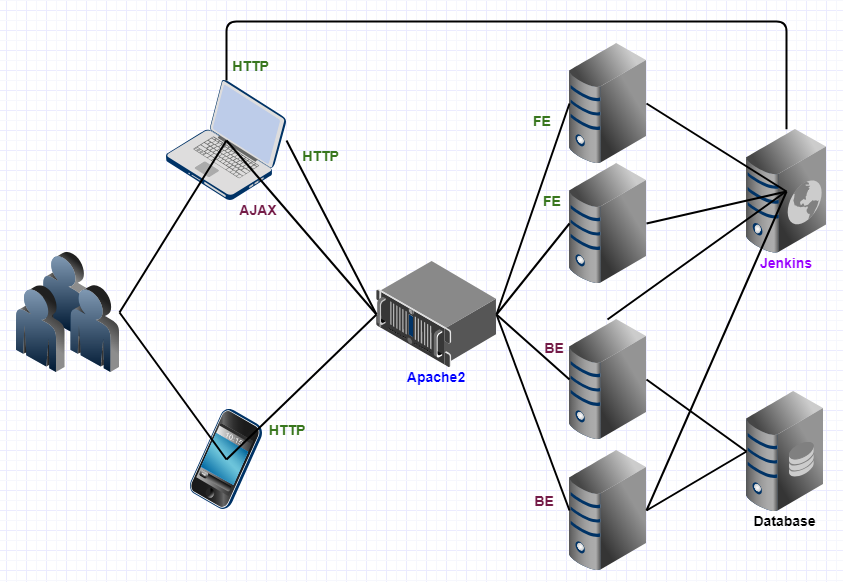 HTTP
FE
HTTP
FE
AJAX
Jenkins
BE
Apache2
HTTP
BE
Database